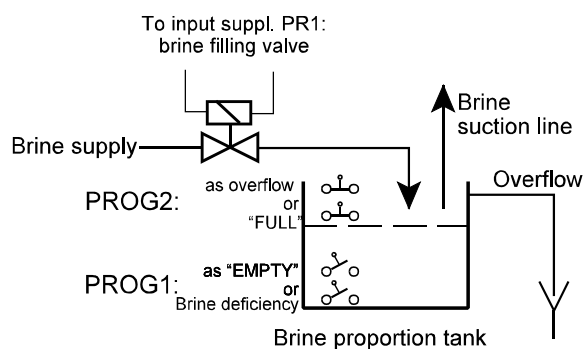 To input suppl. PR1:
brine filling valve
Brine supply
Brine
suction line
Overflow
PROG2:
as overflow
or
“FULL”
PROG1:
as “EMPTY”
or
Brine deficiency
Brine proportion tank